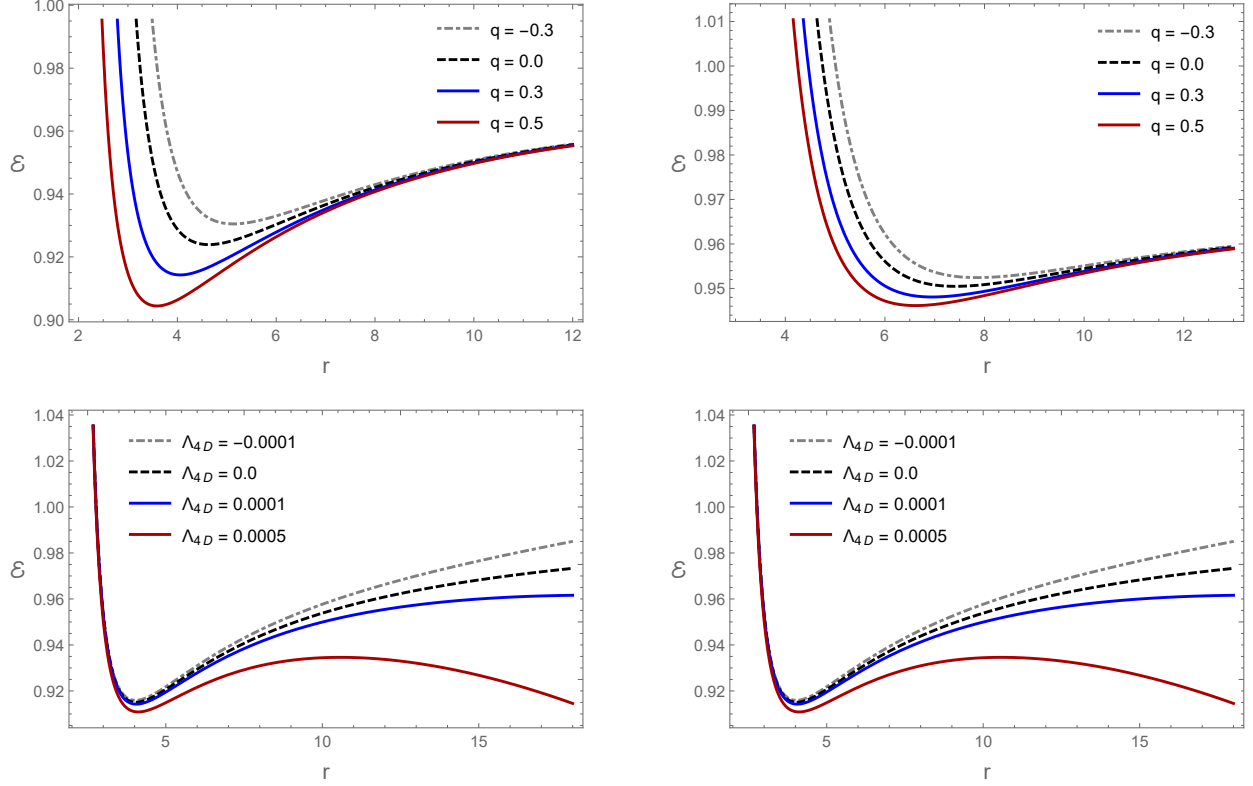 1.00
0.98
0.96
0.94
0.92
0.90
ℰ
2
4
6
8
10
12
r
q = −0.3
q = 0.0
q = 0.3
q = 0.5
1.01
1.00
0.99
0.98
0.97
0.96
0.95
ℰ
4
6
8
10
12
r
q = −0.3
q = 0.0
q = 0.3
q = 0.5
1.04
1.02
1.00
0.98
0.96
0.94
0.92
ℰ
5
10
15
r
Λ4D = −0.0001
Λ4D = 0.0
Λ4D = 0.0001
Λ4D = 0.0005
1.04
1.02
1.00
0.98
0.96
0.94
0.92
ℰ
5
10
15
r
Λ4D = −0.0001
Λ4D = 0.0
Λ4D = 0.0001
Λ4D = 0.0005